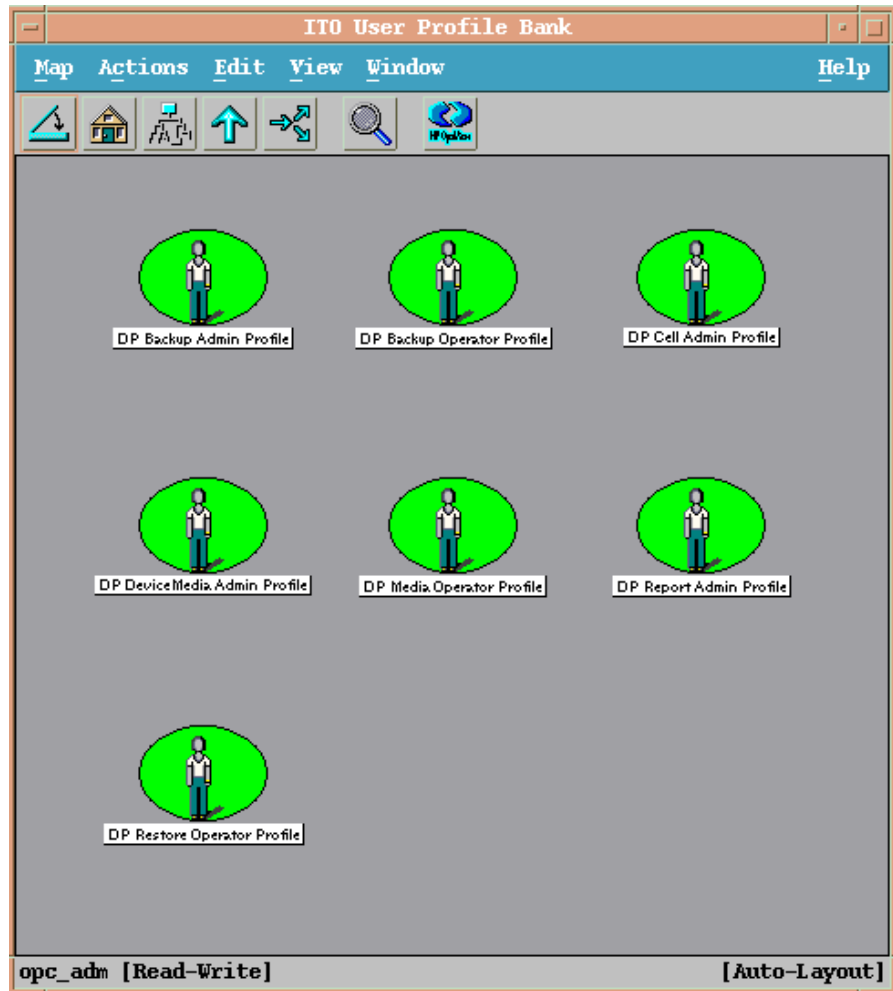 ITO User Profile Bank
Map Actions Edit View Window Help
HP OpenView
DP Backup Admin Profile DP Backup Operator Profile DP Cell Admin Profile
DP DeviceMedia Admin Profile DP Media Operator Profile DP Report Admin Profile
DP Restore Operator Profile
opc_adm [Read-Write] [Auto-Layout]